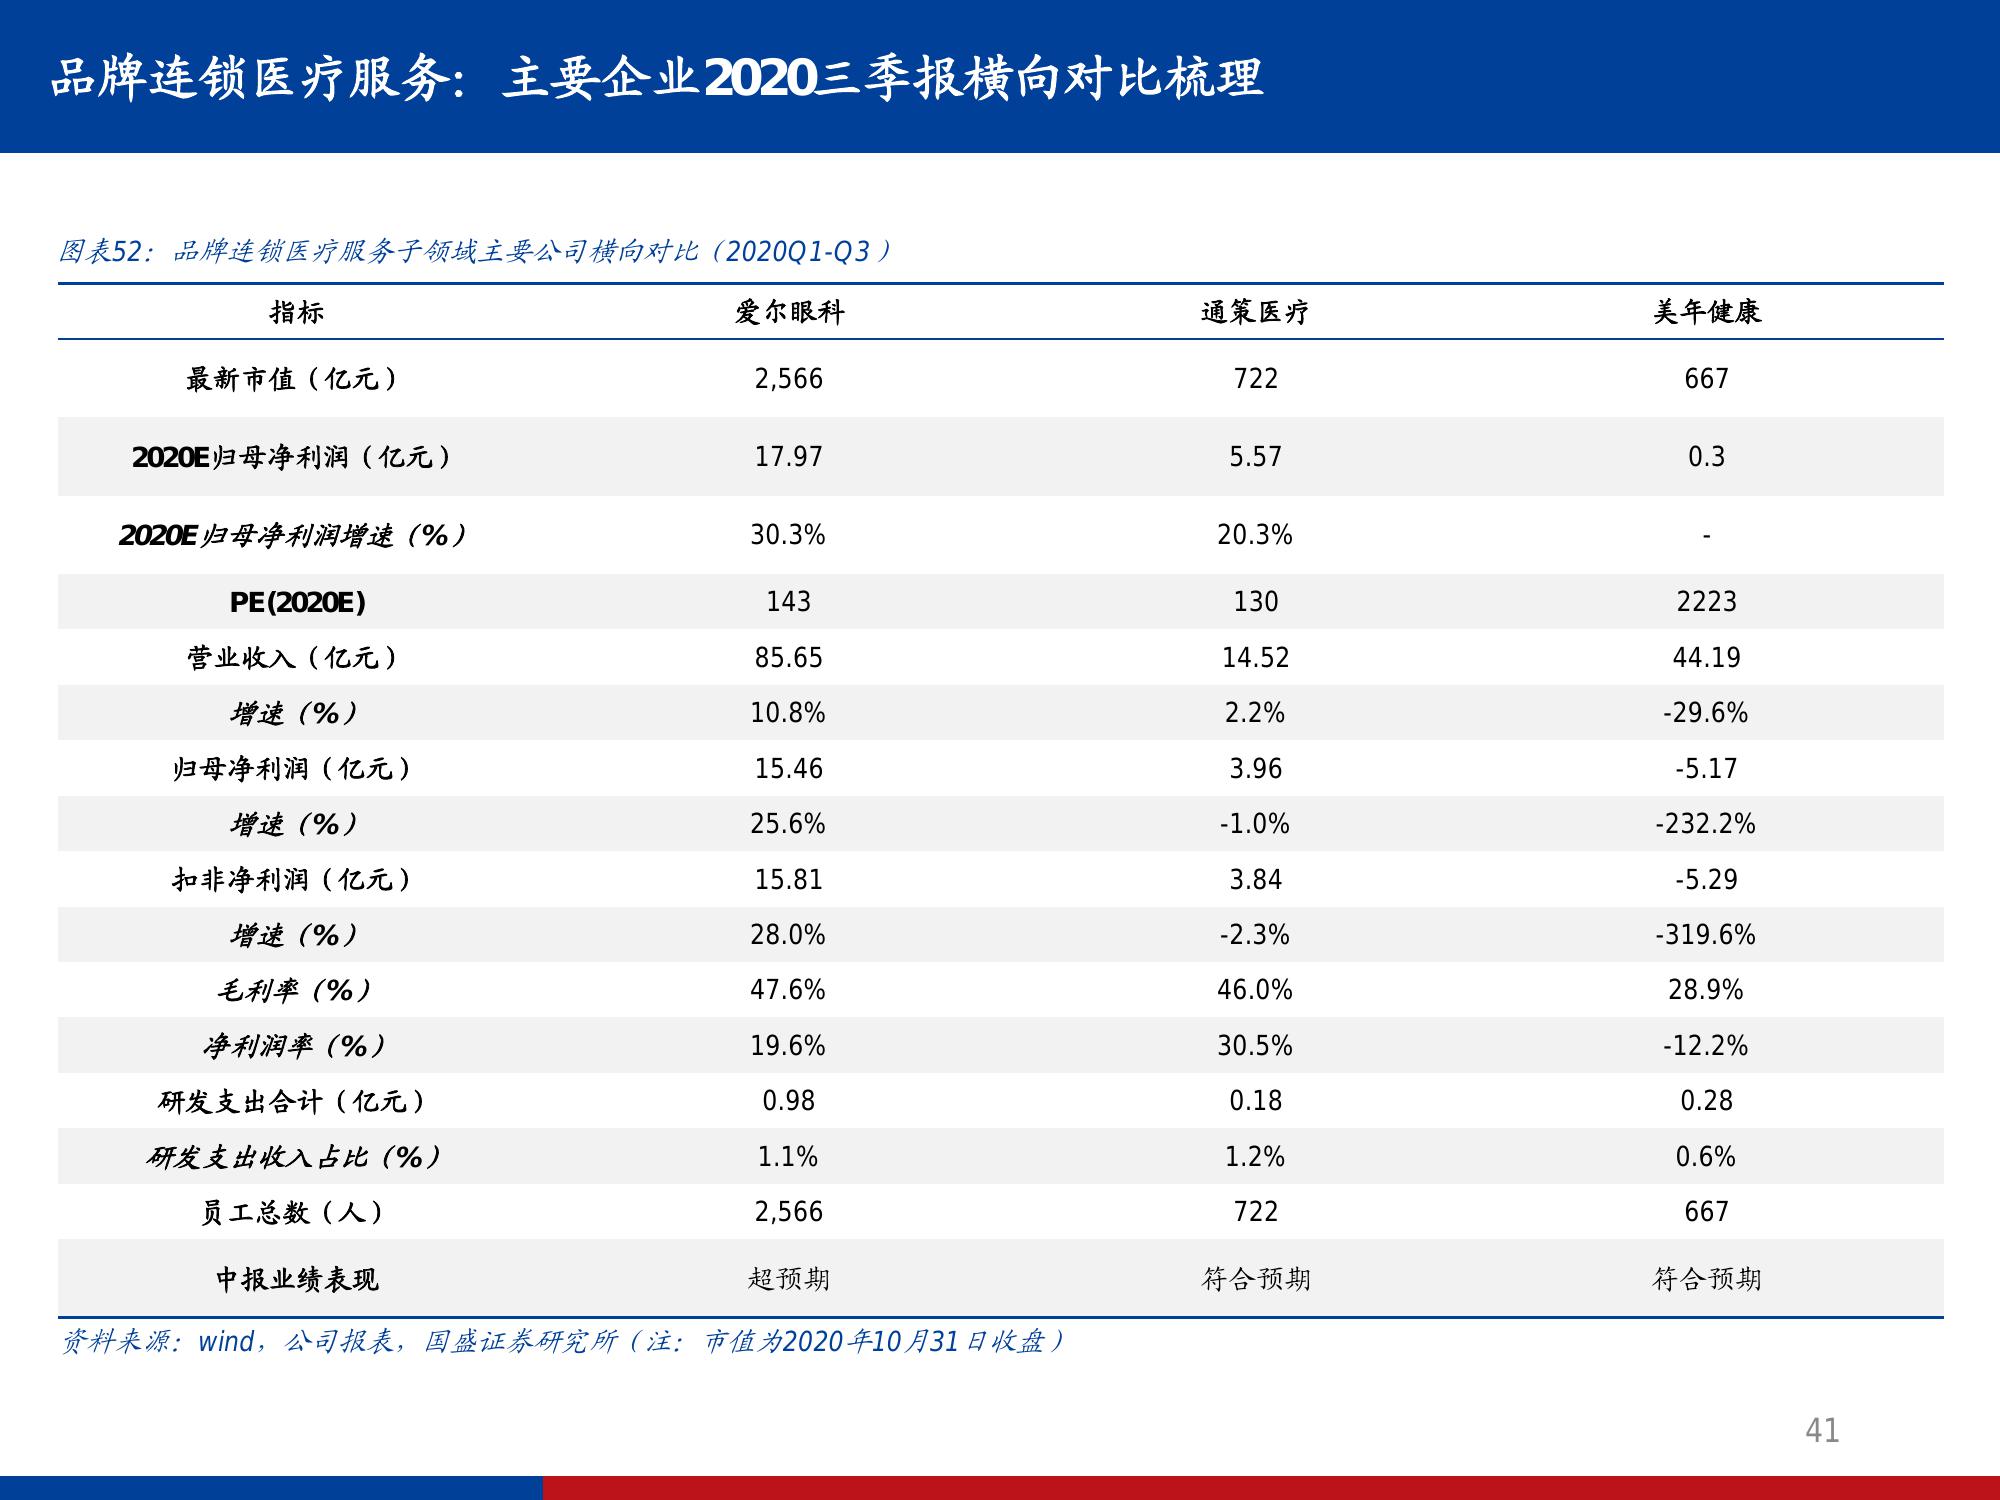 品牌连锁医疗服务：主要企业2020三季报横向对比梳理
图表52：品牌连锁医疗服务子领域主要公司横向对比（2020Q1-Q3）
指标 爱尔眼科 通策医疗 美年健康
最新市值（亿元） 2,566 722 667
2020E归母净利润（亿元） 17.97 5.57 0.3
2020E归母净利润增速（%） 30.3% 20.3% -
PE(2020E) 143 130 2223
营业收入（亿元） 85.65 14.52 44.19
增速（%） 10.8% 2.2% -29.6%
归母净利润（亿元） 15.46 3.96 -5.17
增速（%） 25.6% -1.0% -232.2%
扣非净利润（亿元） 15.81 3.84 -5.29
增速（%） 28.0% -2.3% -319.6%
毛利率（%） 47.6% 46.0% 28.9%
净利润率（%） 19.6% 30.5% -12.2%
研发支出合计（亿元） 0.98 0.18 0.28
研发支出收入占比（%） 1.1% 1.2% 0.6%
员工总数（人） 2,566 722 667
中报业绩表现 超预期 符合预期 符合预期
资料来源：wind，公司报表，国盛证券研究所（注：市值为2020年10月31日收盘）
41